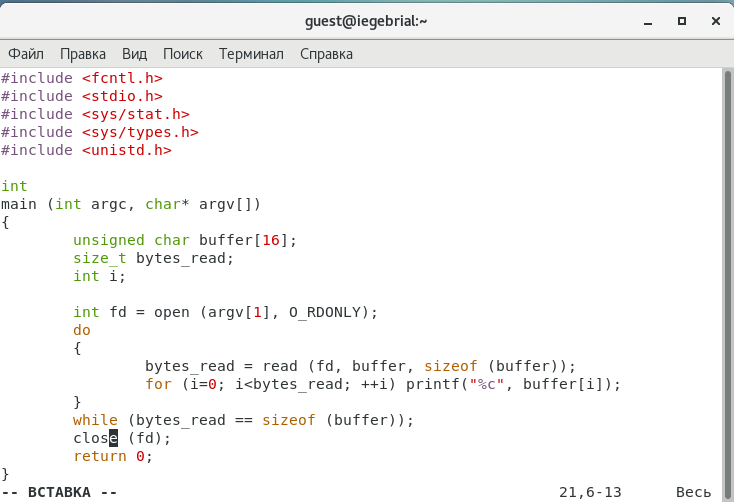 guest@iegebrial:~
Файл Правка Вид Поиск Терминал Справка
#include <fcntl.h>
#include <stdio.h>
#include <sys/stat.h>
#include <sys/types.h>
#include <unistd.h>

int
main (int argc, char* argv[])
{
        unsigned char buffer[16];
        size_t bytes_read;
        int i;

        int fd = open (argv[1], O_RDONLY);
        do
        {
                bytes_read = read (fd, buffer, sizeof (buffer));
                for (i=0; i<bytes_read; ++i) printf("%c", buffer[i]);
        }
        while (bytes_read == sizeof (buffer));
        close (fd);
        return 0;
}
-- ВСТАВКА -- 21,6-13 Весь